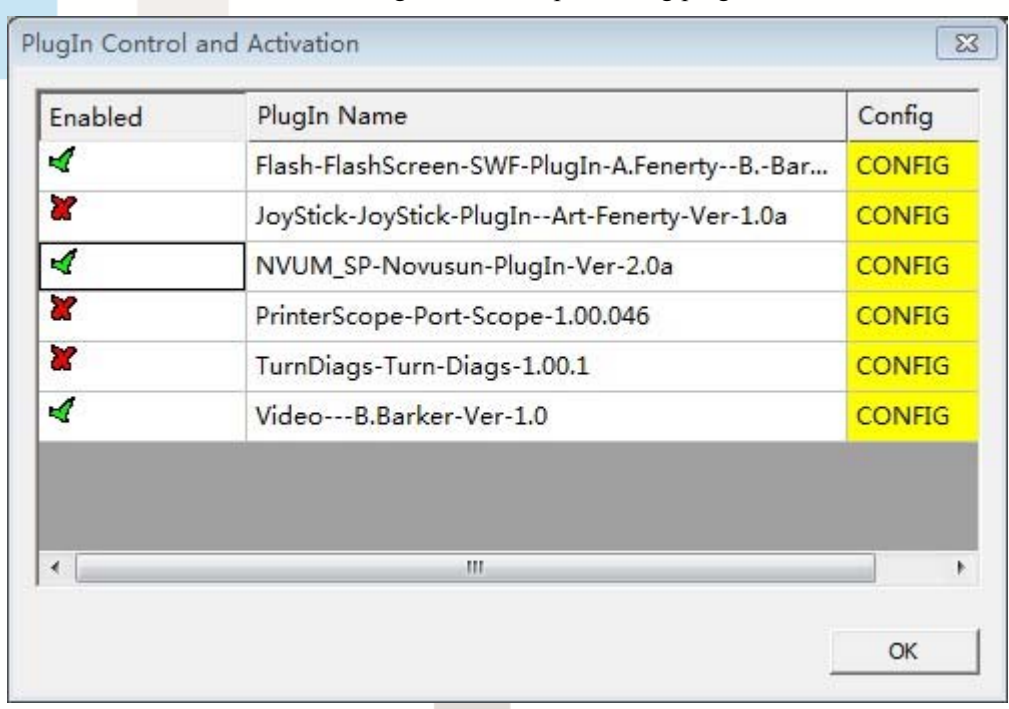 PlugIn Control and Activation
Enabled PlugIn Name Config
Flash-FlashScreen-SWF-PlugIn-A.Fenerty--B.-Bar... CONFIG
JoyStick-JoyStick-PlugIn--Art-Fenerty-Ver-1.0a CONFIG
NVUM_SP-Novusun-PlugIn-Ver-2.0a CONFIG
PrinterScope-Port-Scope-1.00.046 CONFIG
TurnDiags-Turn-Diags-1.00.1 CONFIG
Video---B.Barker-Ver-1.0 CONFIG
OK